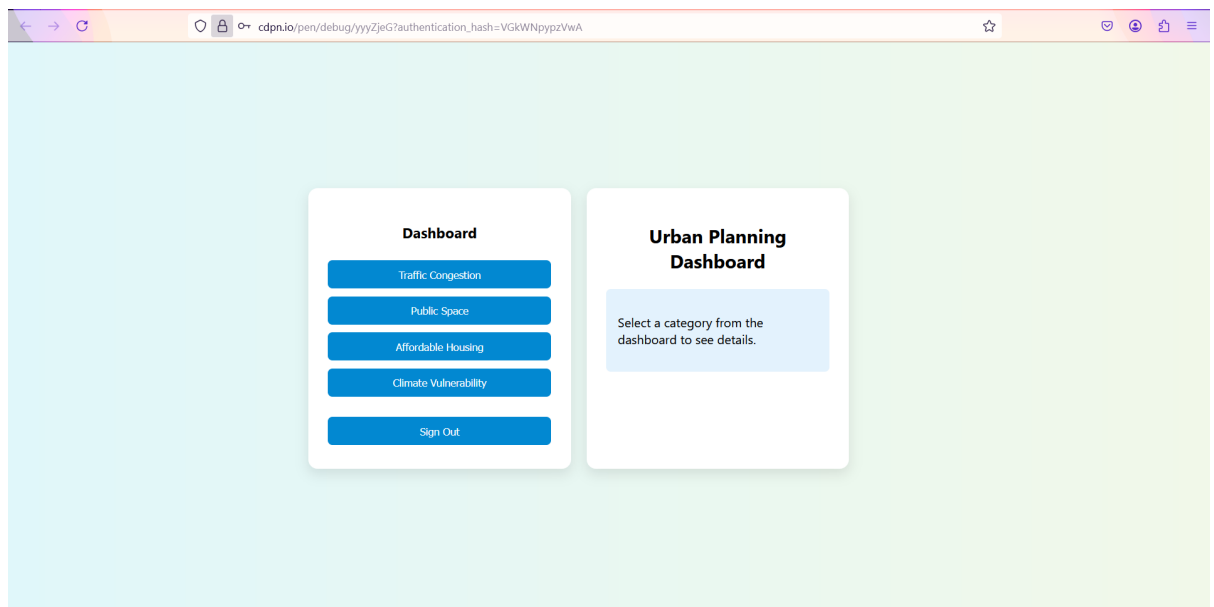 cdpn.io/pen/debug/yyyZjeG?authentication_hash=VGkWNpypzVwA
Dashboard
Traffic Congestion
Public Space
Affordable Housing
Climate Vulnerability
Sign Out
Urban Planning
Dashboard
Select a category from the
dashboard to see details.